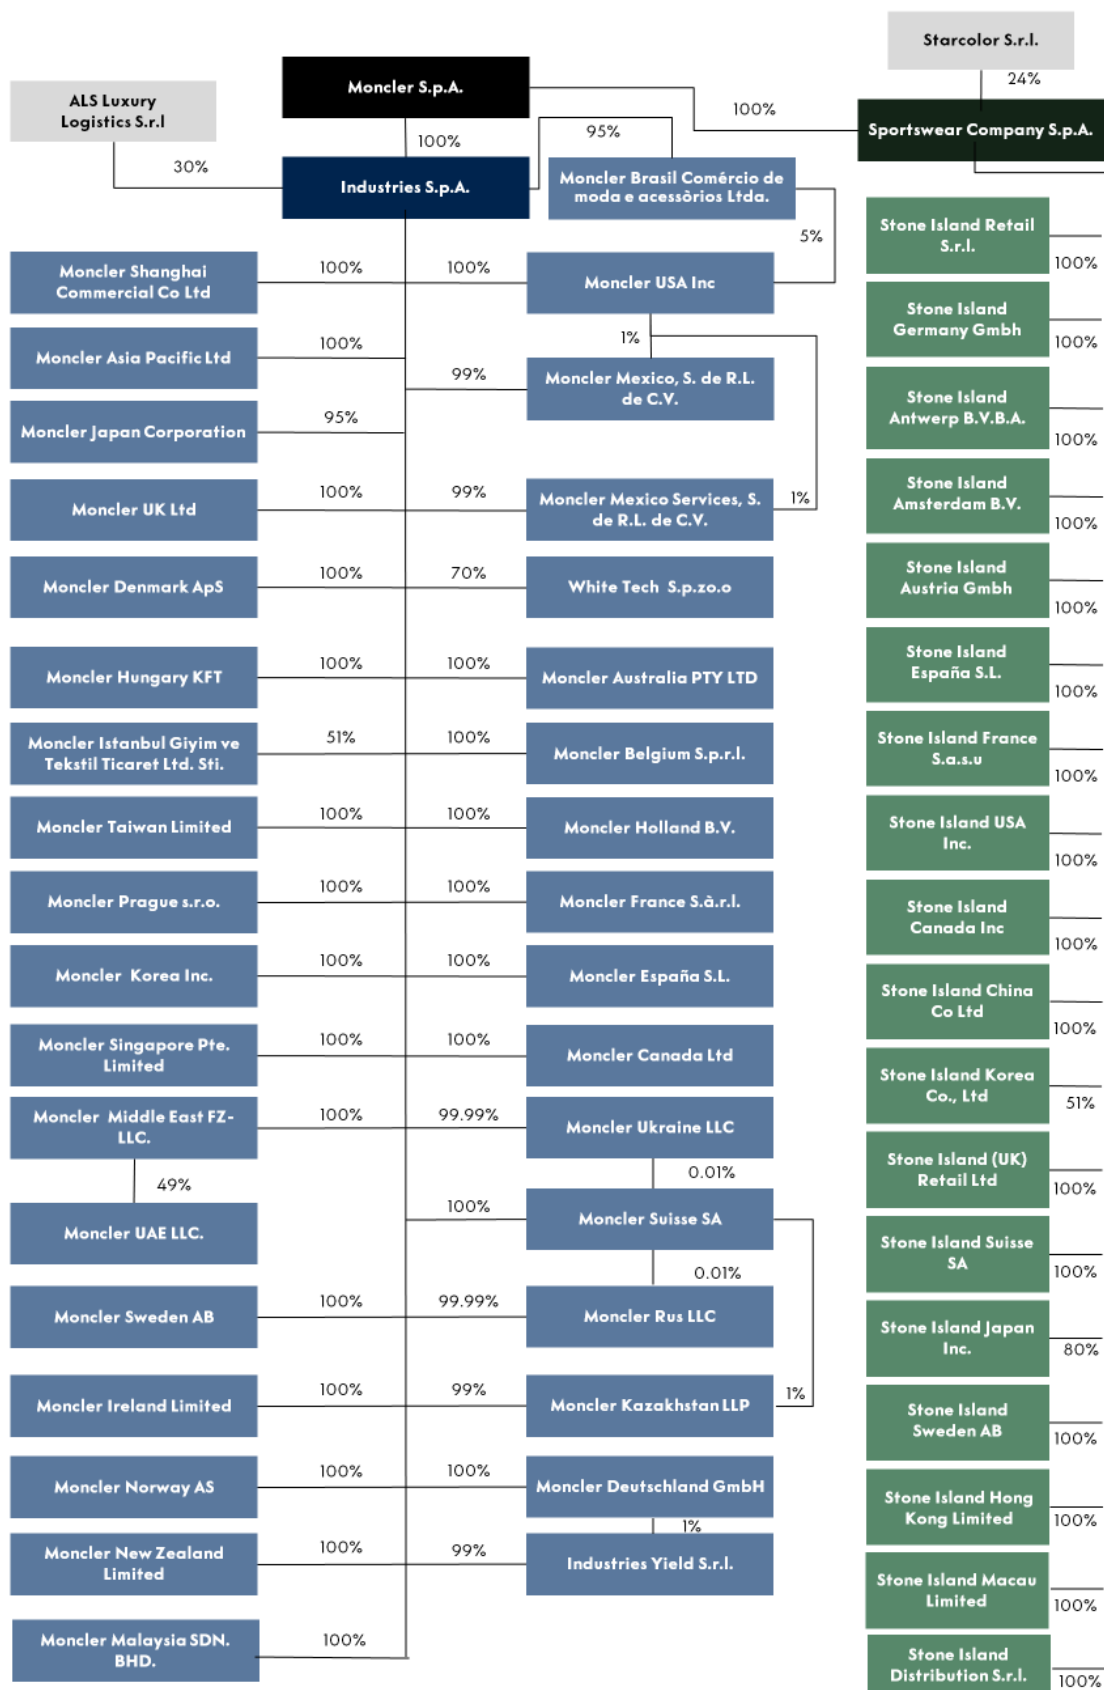 Starcolor S.r.l.
24%
Moncler S.p.A.
ALS Luxury
Logistics S.r.l
100%
Sportswear Company S.p.A.
95%
100%
30%
Industries S.p.A.
Moncler Brasil Comércio de
moda e acessòrios Ltda.
5%
Moncler Shanghai
Commercial Co Ltd
100%
100%
Moncler USA Inc
1%
Moncler Asia Pacific Ltd
100%
99%
Moncler Mexico, S. de R.L.
de C.V.
Moncler Japan Corporation
95%
Moncler UK Ltd
100%
99%
Moncler Mexico Services, S.
de R.L. de C.V.
1%
Moncler Denmark ApS
100%
70%
White Tech S.p.zo.o
Moncler Hungary KFT
100%
100%
Moncler Australia PTY LTD
Moncler Istanbul Giyim ve
Tekstil Ticaret Ltd. Sti.
51%
100%
Moncler Belgium S.p.r.l.
Moncler Taiwan Limited
100%
100%
Moncler Holland B.V.
Moncler Prague s.r.o.
100%
100%
Moncler France S.à.r.l.
Moncler Korea Inc.
100%
100%
Moncler España S.L.
Moncler Singapore Pte.
Limited
100%
100%
Moncler Canada Ltd
Moncler Middle East FZ-
LLC.
100%
99.99%
Moncler Ukraine LLC
0.01%
49%
Moncler UAE LLC.
100%
Moncler Suisse SA
0.01%
Moncler Sweden AB
100%
99.99%
Moncler Rus LLC
Moncler Ireland Limited
100%
99%
Moncler Kazakhstan LLP
1%
Moncler Norway AS
100%
100%
Moncler Deutschland GmbH
1%
Moncler New Zealand
Limited
100%
99%
Industries Yield S.r.l.
Moncler Malaysia SDN.
BHD.
100%
Stone Island Retail
S.r.l.
100%
Stone Island
Germany Gmbh
100%
Stone Island
Antwerp B.V.B.A.
100%
Stone Island
Amsterdam B.V.
100%
Stone Island
Austria Gmbh
100%
Stone Island
España S.L.
100%
Stone Island France
S.a.s.u
100%
Stone Island USA
Inc.
100%
Stone Island
Canada Inc
100%
Stone Island China
Co Ltd
100%
Stone Island Korea
Co., Ltd
51%
Stone Island (UK)
Retail Ltd
100%
Stone Island Suisse
SA
100%
Stone Island Japan
Inc.
80%
Stone Island
Sweden AB
100%
Stone Island Hong
Kong Limited
100%
Stone Island Macau
Limited
100%
Stone Island
Distribution S.r.l.
100%